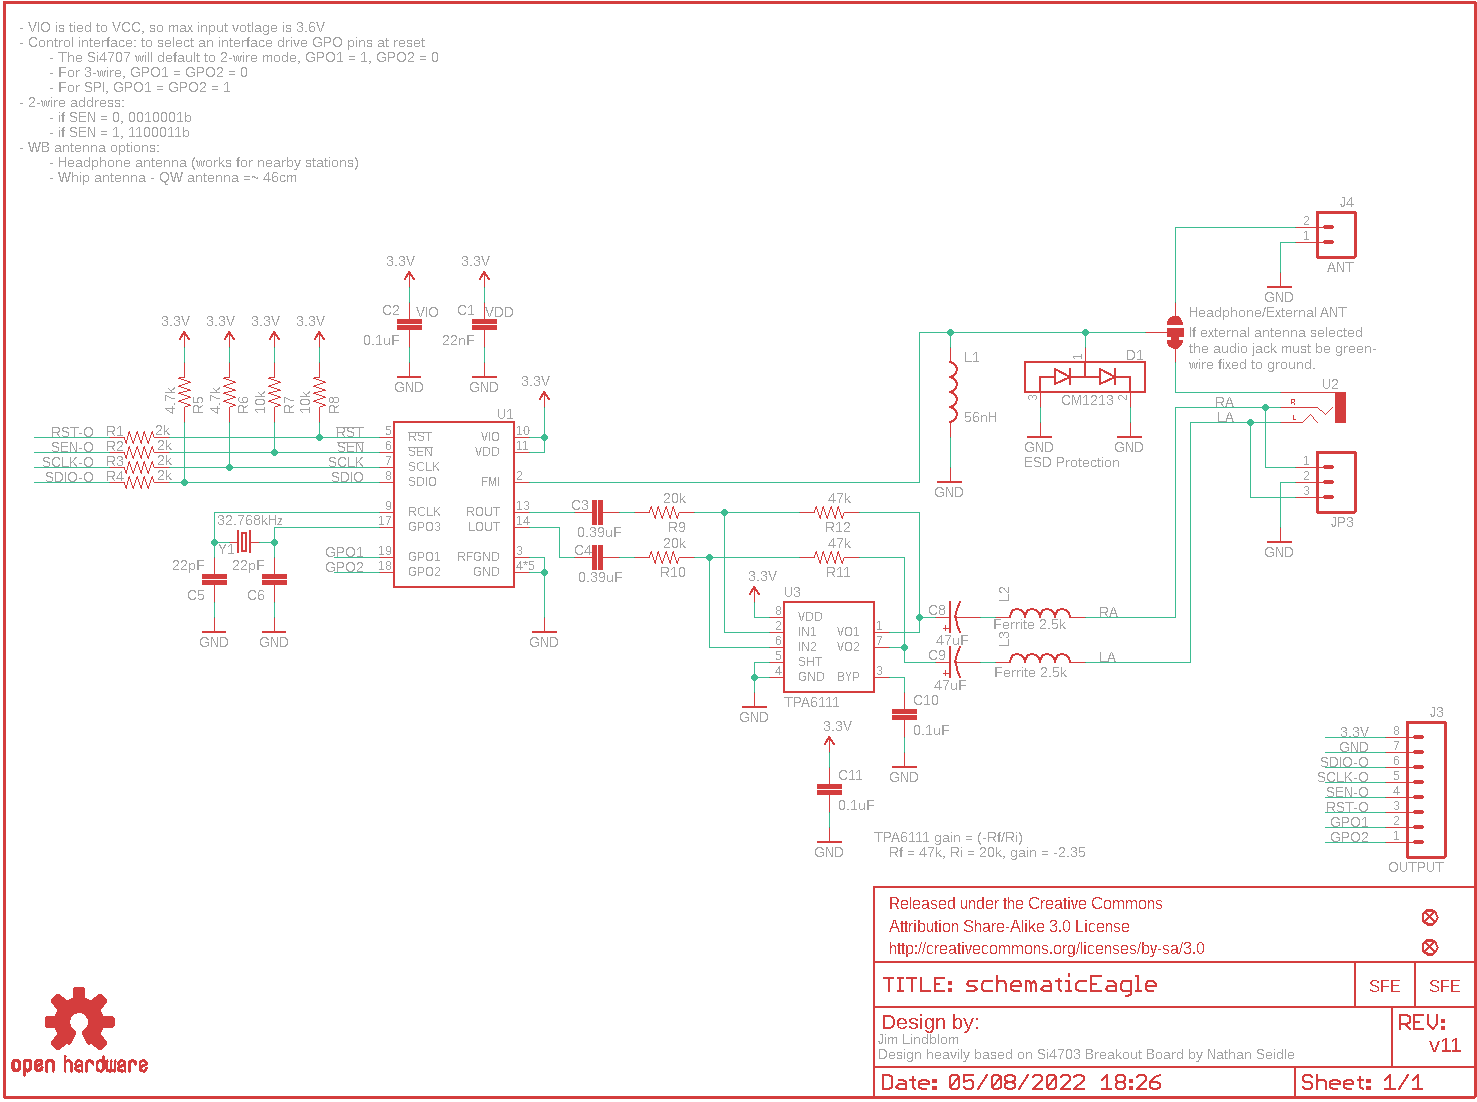 - VIO is tied to VCC, so max input votlage is 3.6V
- Control interface: to select an interface drive GPO pins at reset
- The Si4707 will default to 2-wire mode, GPO1 = 1, GPO2 = 0
- For 3-wire, GPO1 = GPO2 = 0
- For SPI, GPO1 = GPO2 = 1
- 2-wire address:
- if SEN = 0, 0010001b
- if SEN = 1, 1100011b
- WB antenna options:
- Headphone antenna (works for nearby stations)
- Whip antenna - QW antenna =~ 46cm
J4
2
1
ANT
GND
Headphone/External ANT
If external antenna selected
the audio jack must be green-
wire fixed to ground.
3.3V 3.3V
C2 VIO C1 VDD
0.1uF 22nF
GND GND
3.3V 3.3V 3.3V 3.3V
4.7k R5 4.7k R6 10k R7 10k R8
RST-O R1 2k RST
SEN-O R2 2k SEN
SCLK-O R3 2k SCLK
SDIO-O R4 2k SDIO
3.3V
U1
5 RST VIO 10
6 SEN VDD 11
7 SCLK
8 SDIO FMI 2
9 RCLK ROUT 13
17 GPO3 LOUT 14
GPO1 19 GPO1 RFGND 3
GPO2 18 GPO2 GND 4*5
32.768kHz
Y1
22pF 22pF
C5 C6
GND GND
GND
C3 0.39uF
C4 0.39uF
20k R9
20k R10
47k R12
47k R11
L1
56nH
GND
D1
1
3 CM1213 2
GND GND
ESD Protection
U2
RA R
LA L
1
2
3
JP3
GND
3.3V
U3
8 VDD
2 IN1 VO1 1
6 IN2 VO2 7
5 SHT
4 GND BYP 3
TPA6111
GND
C8 + 47uF
C9 + 47uF
L2 Ferrite 2.5k RA
L3 Ferrite 2.5k LA
C10
0.1uF
GND
3.3V
C11
0.1uF
GND
TPA6111 gain = (-Rf/Ri)
Rf = 47k, Ri = 20k, gain = -2.35
J3
3.3V 8
GND 7
SDIO-O 6
SCLK-O 5
SEN-O 4
RST-O 3
GPO1 2
GPO2 1
OUTPUT
Released under the Creative Commons
Attribution Share-Alike 3.0 License
http://creativecommons.org/licenses/by-sa/3.0
TITLE: schematicEagle
SFE SFE
Design by:
Jim Lindblom
Design heavily based on Si4703 Breakout Board by Nathan Seidle
REV:
v11
Date: 05/08/2022 18:26
Sheet: 1/1
open hardware